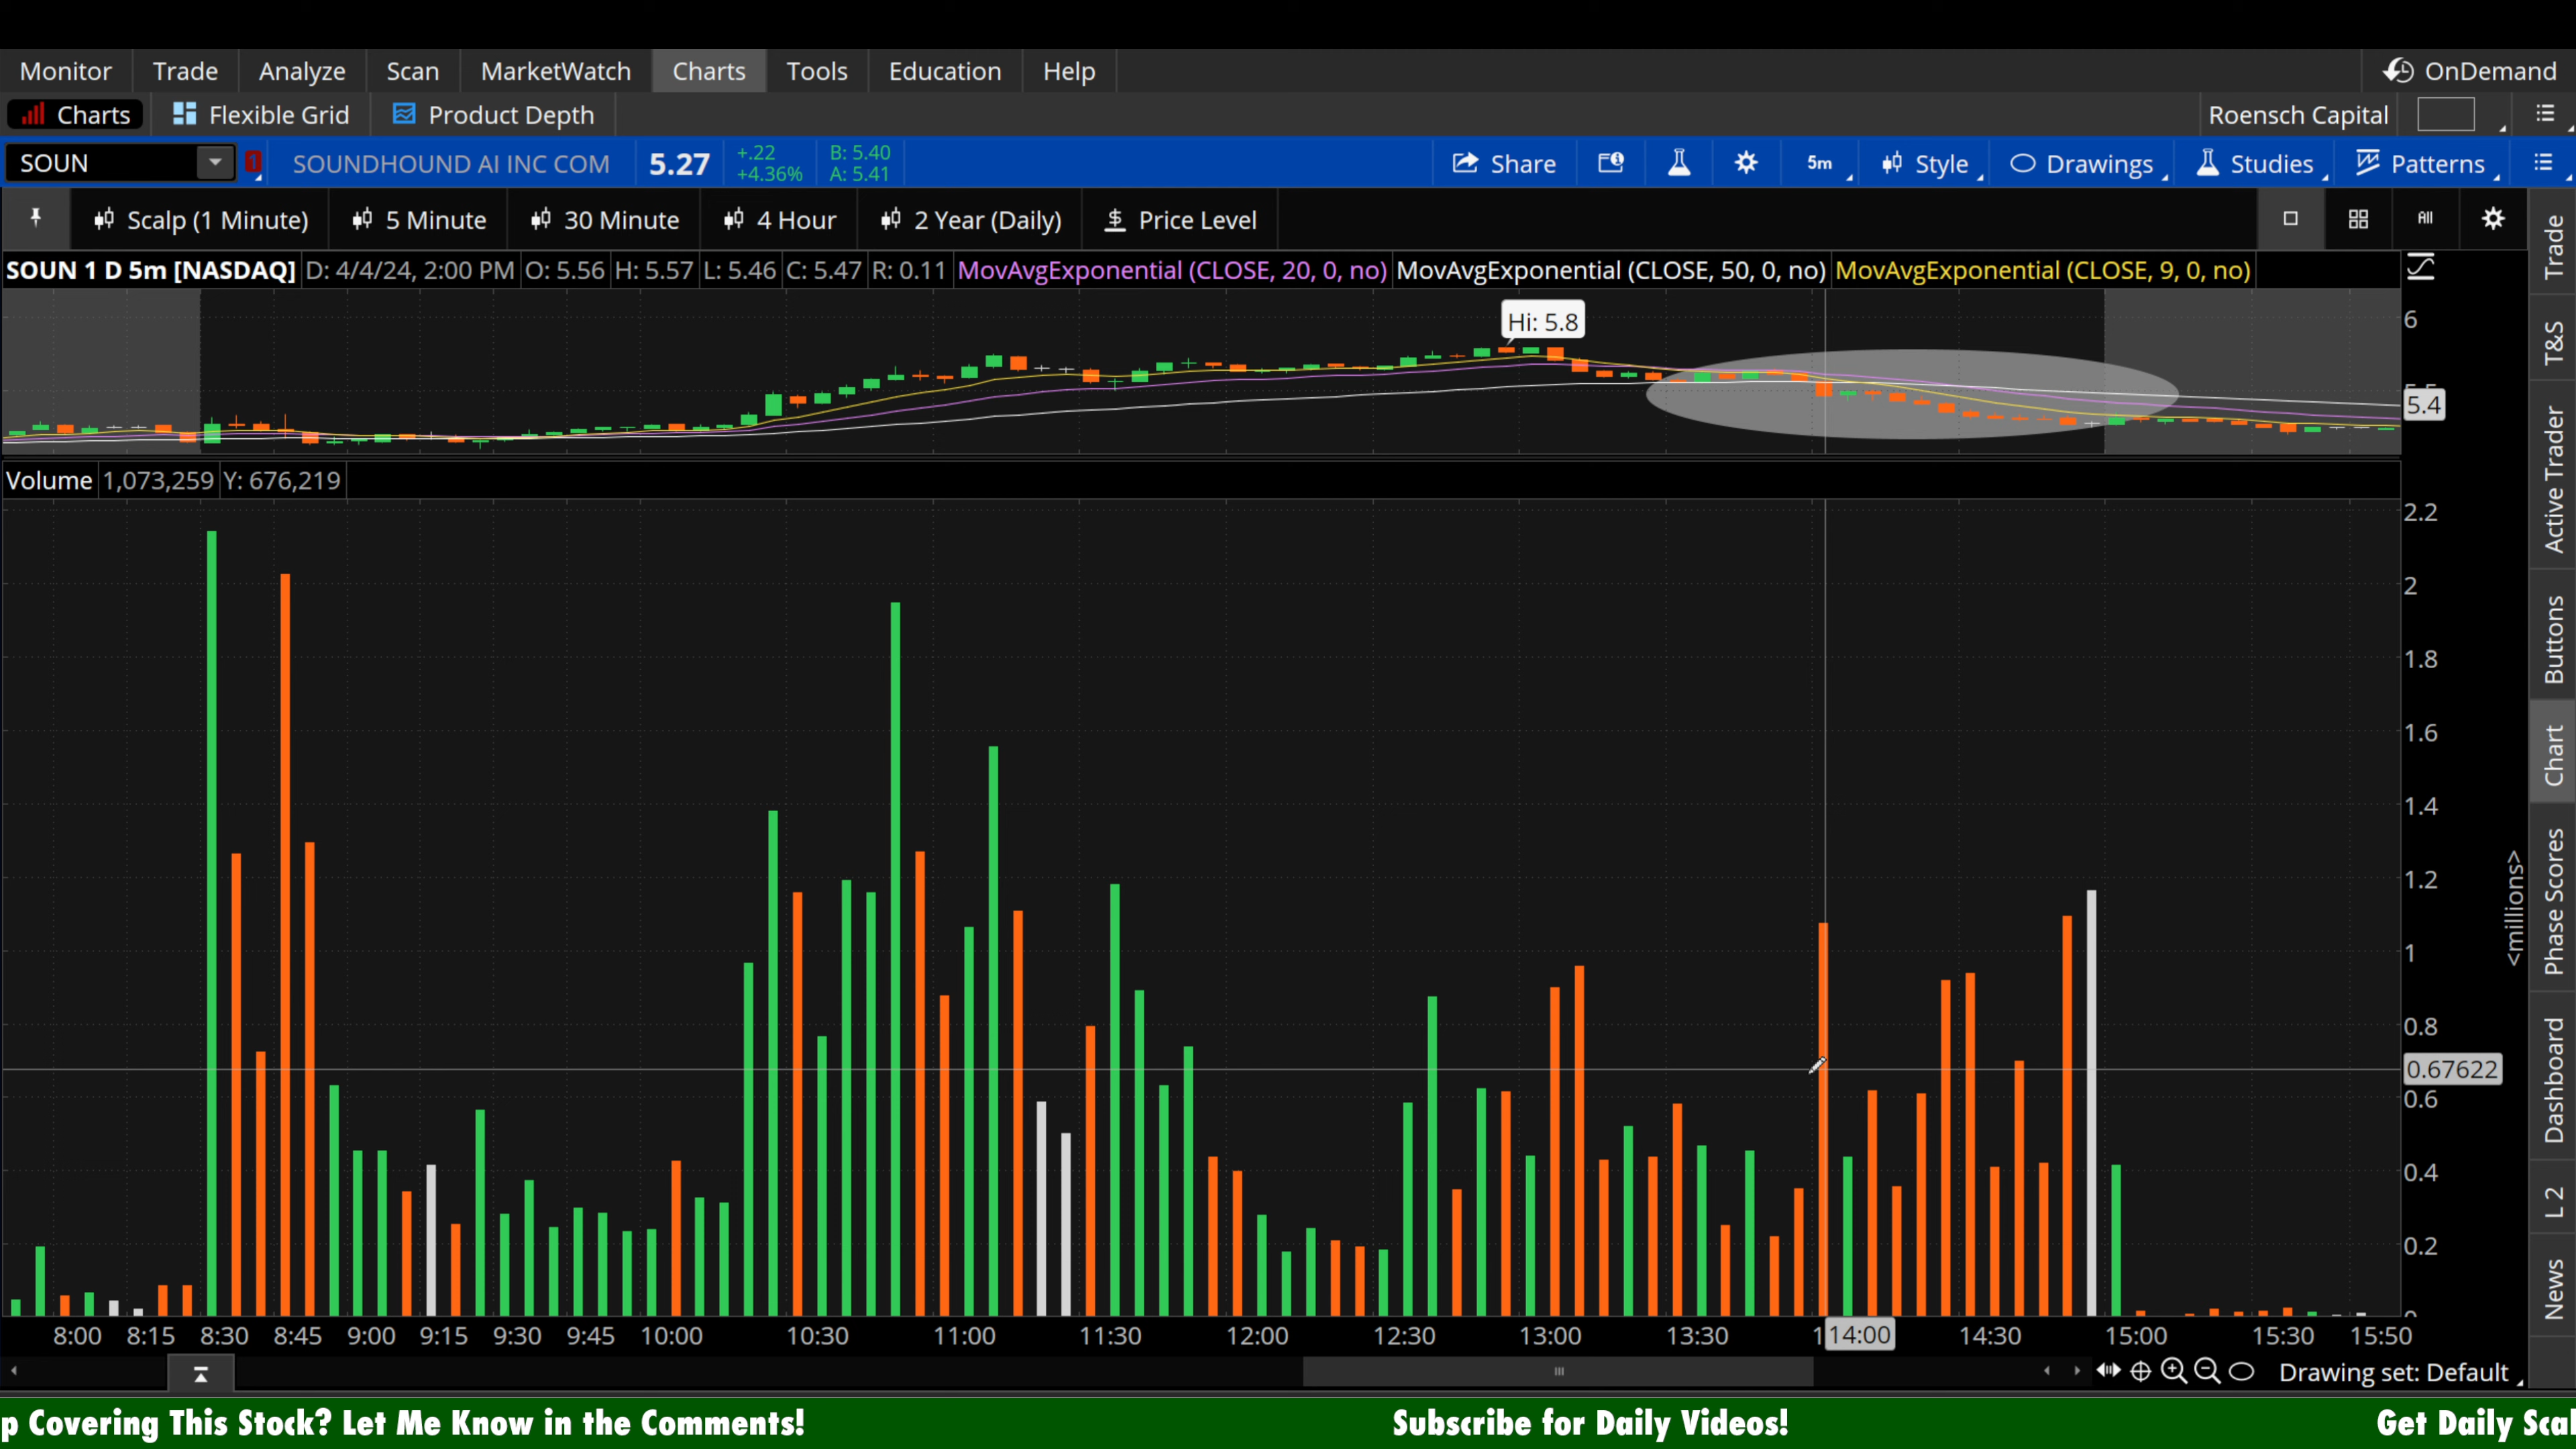 Monitor Trade Analyze Scan MarketWatch Charts Tools Education Help OnDemand
Charts Flexible Grid Product Depth Roensch Capital
SOUN 1 SOUNDHOUND AI INC COM 5.27 +.22 +4.36% B: 5.40 A: 5.41 Share 5m Style Drawings Studies Patterns
Scalp (1 Minute) 5 Minute 30 Minute 4 Hour 2 Year (Daily) $ Price Level All
SOUN 1 D 5m [NASDAQ] D: 4/4/24, 2:00 PM O: 5.56 H: 5.57 L: 5.46 C: 5.47 R: 0.11 MovAvgExponential (CLOSE, 20, 0, no) MovAvgExponential (CLOSE, 50, 0, no) MovAvgExponential (CLOSE, 9, 0, no)
Hi: 5.8
6
5.4
Volume 1,073,259 Y: 676,219
2.2
2
1.8
1.6
1.4
1.2
1
0.8
0.67622
0.6
0.4
0.2
<millions>
8:00 8:15 8:30 8:45 9:00 9:15 9:30 9:45 10:00 10:30 11:00 11:30 12:00 12:30 13:00 13:30 14:00 14:30 15:00 15:30 15:50
Drawing set: Default
Trade
T&S
Active Trader
Buttons
Chart
Phase Scores
Dashboard
L 2
News
p Covering This Stock? Let Me Know in the Comments! Subscribe for Daily Videos! Get Daily Scal